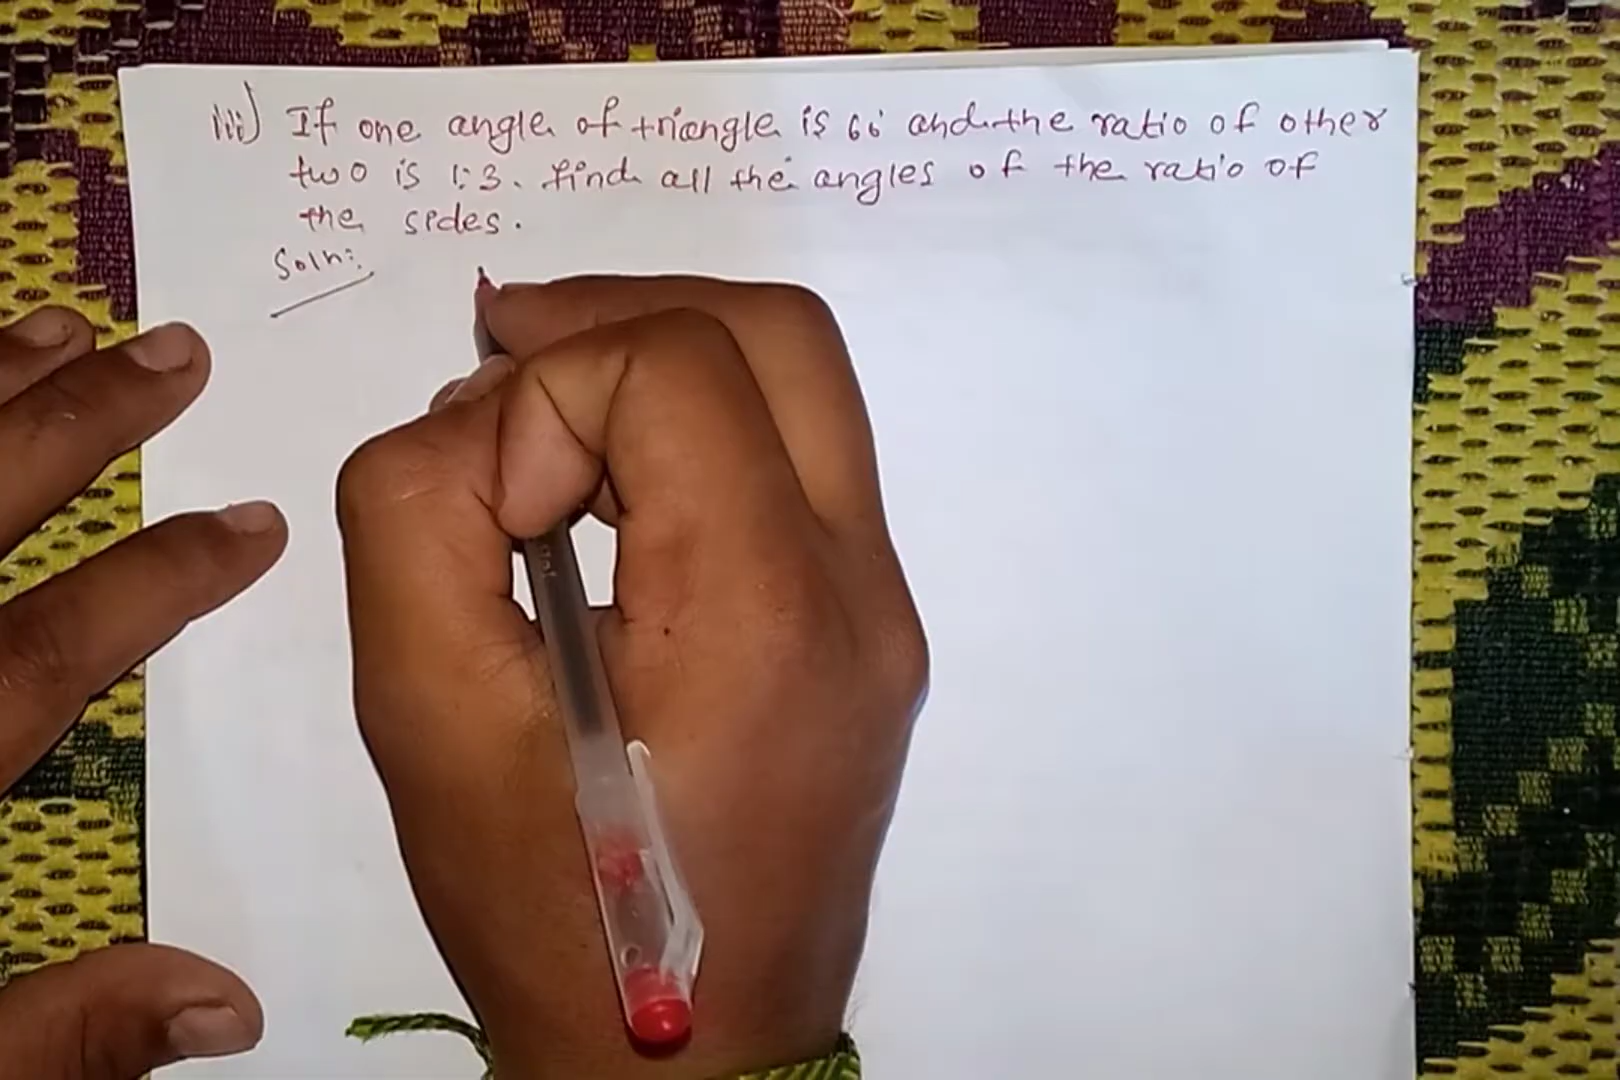 iii) If one angle of triangle is 60° and the ratio of other
two is 1:3. find all the angles of the ratio of
the sides.
Soln: